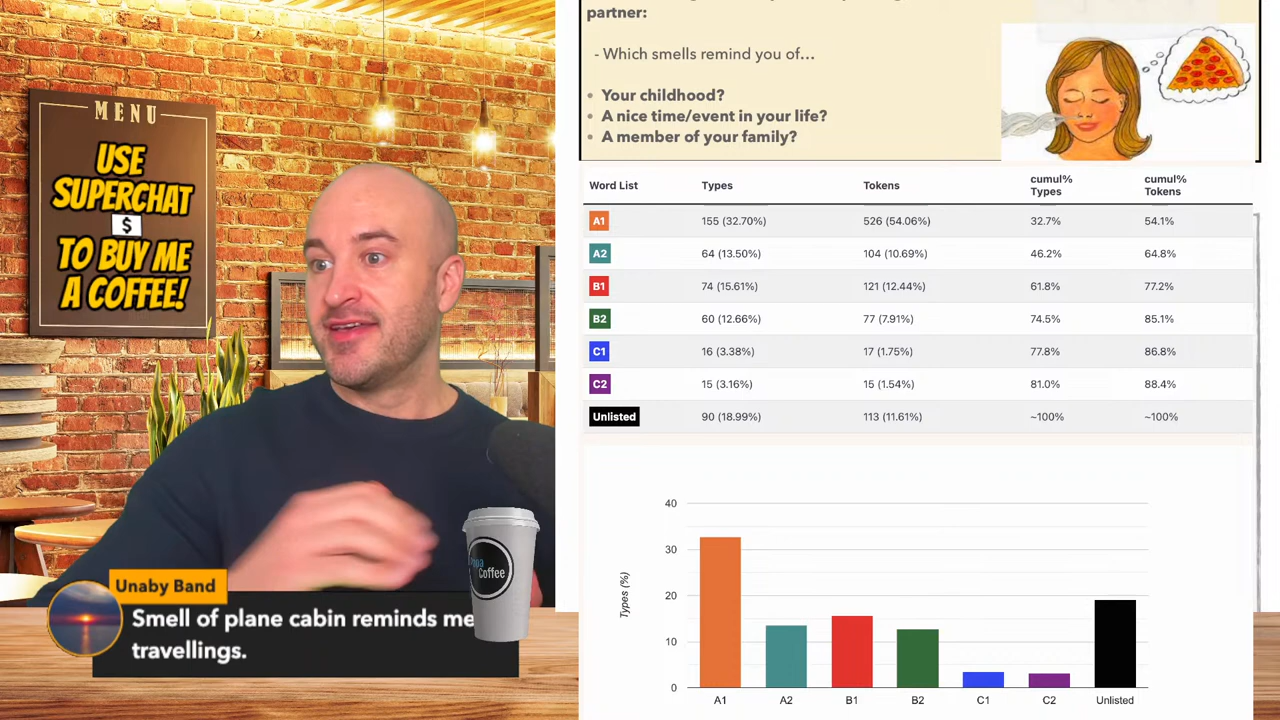 MENU
USE
SUPERCHAT
$
TO BUY ME
A COFFEE!
Coffee
Unaby Band
Smell of plane cabin reminds me
travellings.
partner:
- Which smells remind you of...
• Your childhood?
• A nice time/event in your life?
• A member of your family?
Word List Types Tokens cumul% Types cumul% Tokens
A1 155 (32.70%) 526 (54.06%) 32.7% 54.1%
A2 64 (13.50%) 104 (10.69%) 46.2% 64.8%
B1 74 (15.61%) 121 (12.44%) 61.8% 77.2%
B2 60 (12.66%) 77 (7.91%) 74.5% 85.1%
C1 16 (3.38%) 17 (1.75%) 77.8% 86.8%
C2 15 (3.16%) 15 (1.54%) 81.0% 88.4%
Unlisted 90 (18.99%) 113 (11.61%) ~100% ~100%
Types (%)
40
30
20
10
0
A1 A2 B1 B2 C1 C2 Unlisted